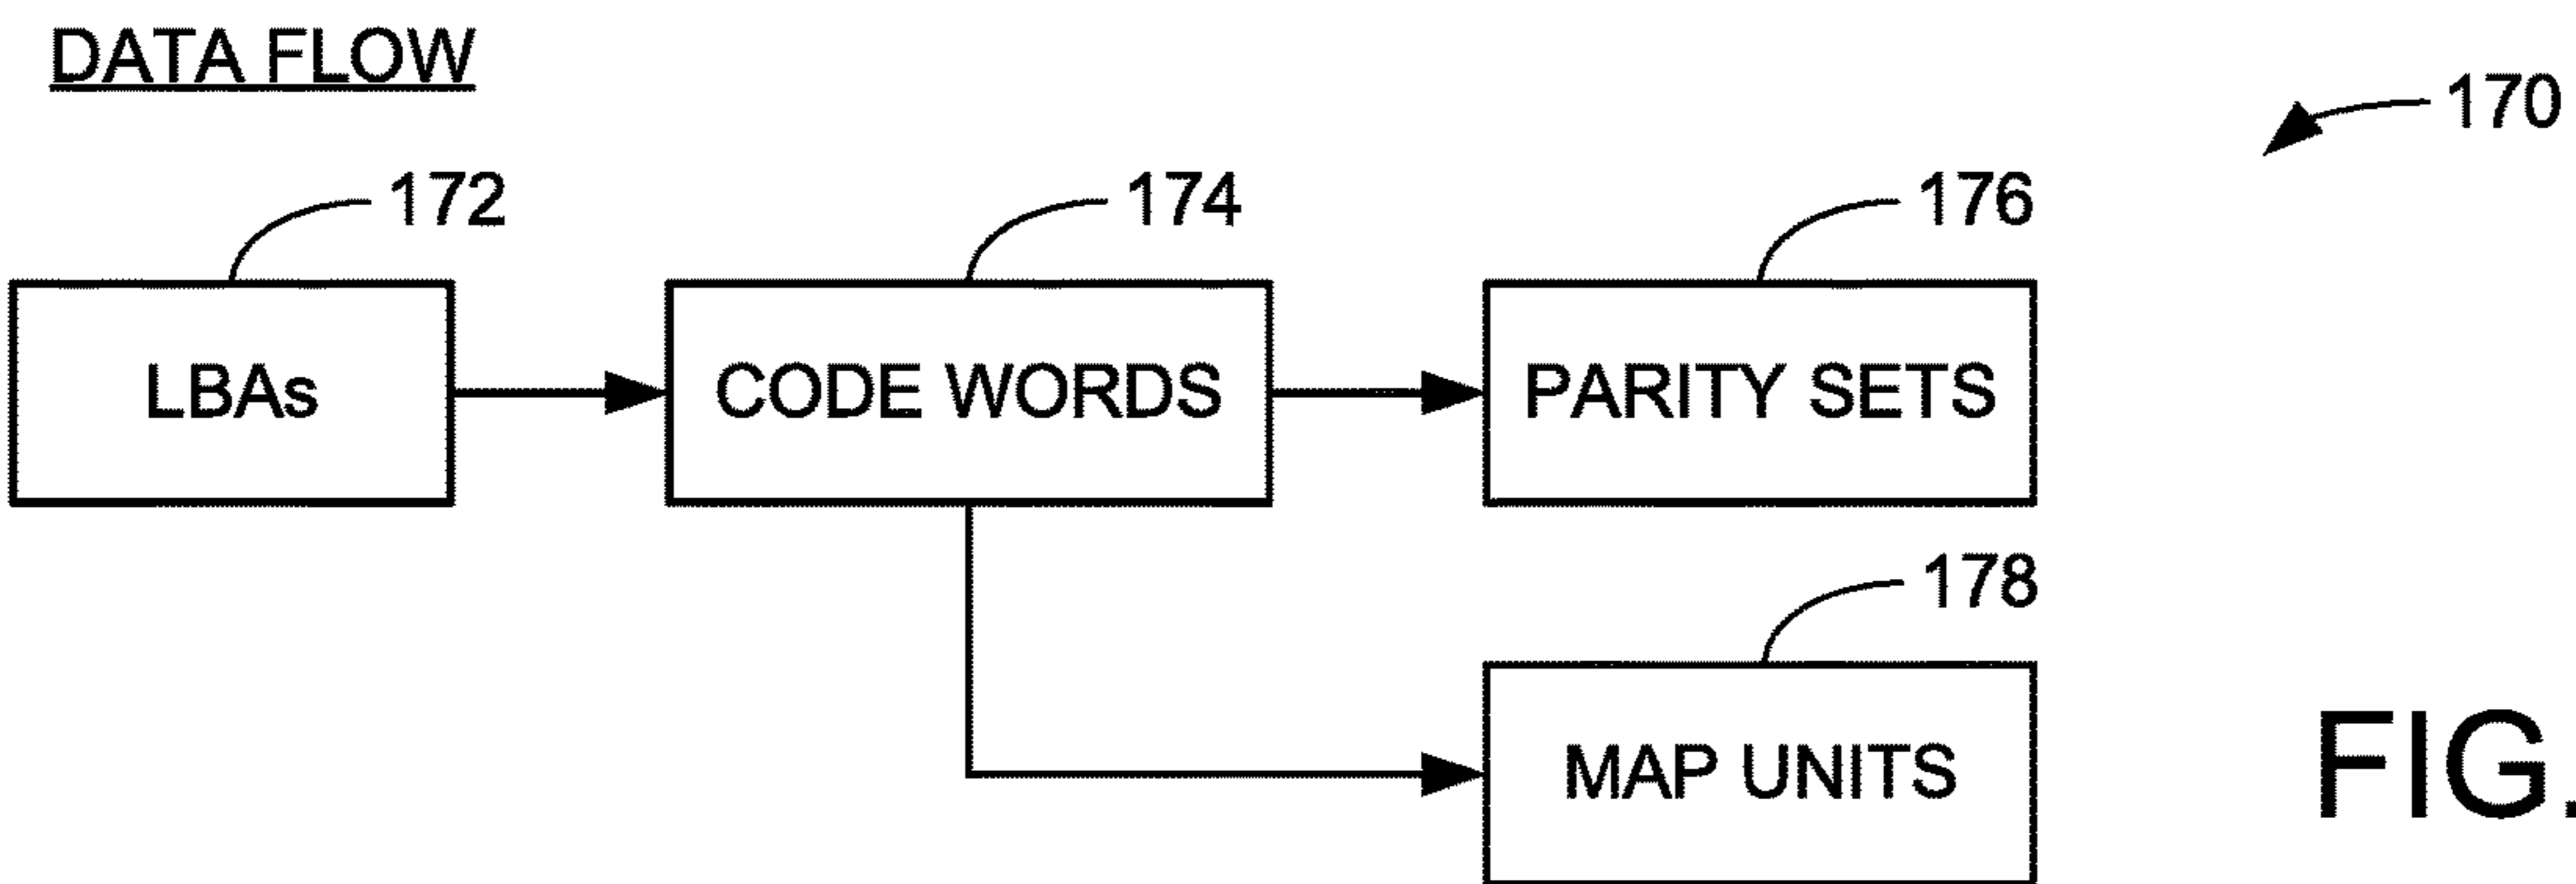 DATA FLOW
170
172
174
176
LBAs
CODE WORDS
PARITY SETS
178
MAP UNITS
FIG.